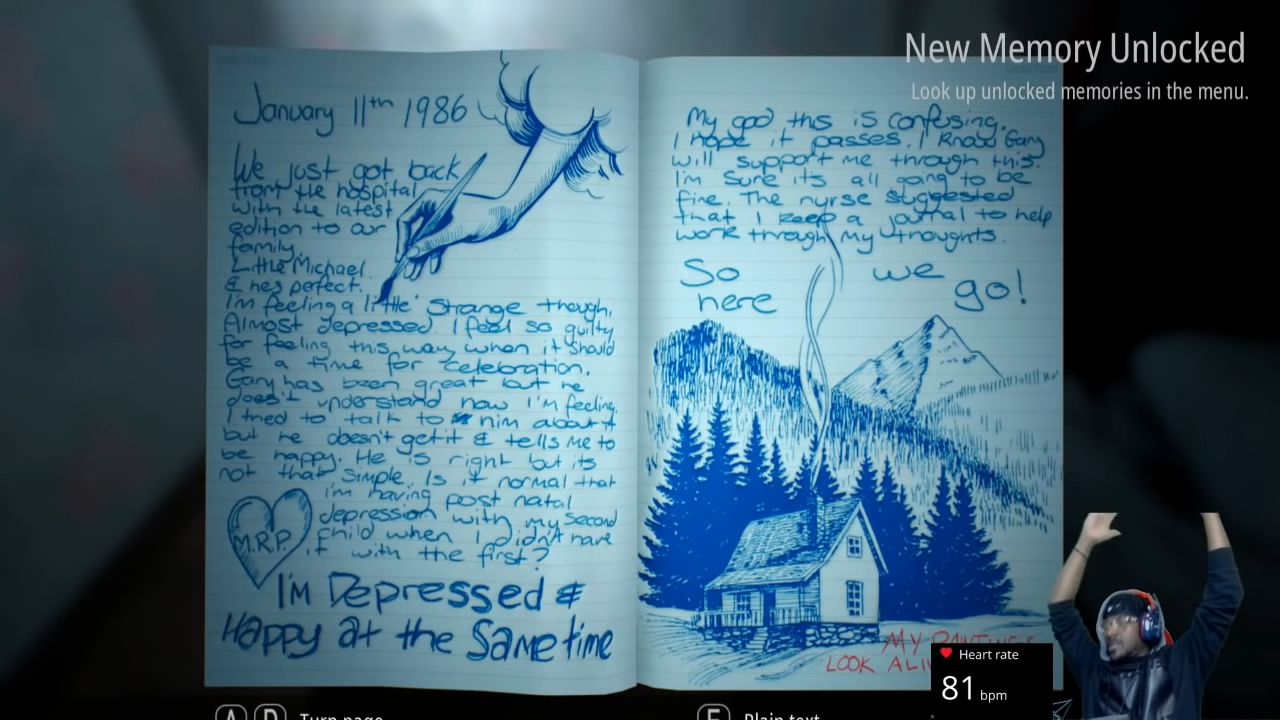 New Memory Unlocked
Look up unlocked memories in the menu.
January 11th 1986
We just got back
from the hospital
with the latest
edition to our
family.
Little Michael.
& he's perfect.
I'm feeling a little strange though,
Almost depressed. I feel so guilty
for feeling this way when it should
be a time for celebration.
Gary has been great but he
does't understand how I'm feeling.
I tried to talk to him about it
but he doesn't get it & tells me to
be happy. He is right but its
not that simple. Is it normal that
i'm having post natal
depression with my second
child when I didn't have
it with the first?
M.R.P.
I'm Depressed &
Happy at the Same time
My god this is confusing.
I hope it passes. I know Gary
will support me through this.
I'm sure its all going to be
fine. The nurse suggested
that I keep a journal to help
work through my thoughts.
So we
here go!
MY PAINTINGS
LOOK
Heart rate
81 bpm
A D Turn page
E Plain text